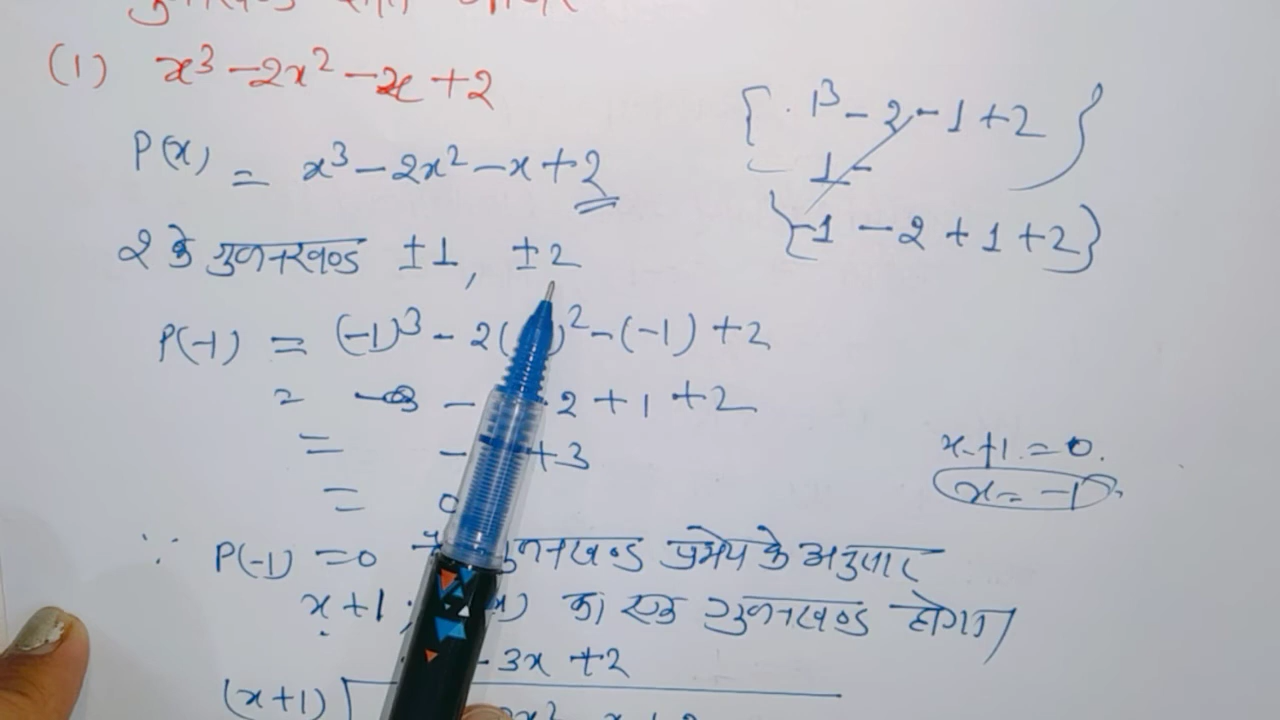 (1) x³ -2x² -x +2
P(x) = x³ - 2x² - x + 2
2 के गुणनखण्ड ±1, ±2
P(-1) = (-1)³ - 2( )² - (-1) + 2
= - 2 + 1 + 2
= - +3
=
∵ P(-1) = 0 गुणनखण्ड प्रमेय के अनुसार
x+1 ; का एक गुणनखण्ड होगा
- 3x + 2
(x+1)
{ 1³ - 2 - 1 + 2 }
1 -
{ -1 - 2 + 1 + 2 }
x+1 = 0.
x = -1